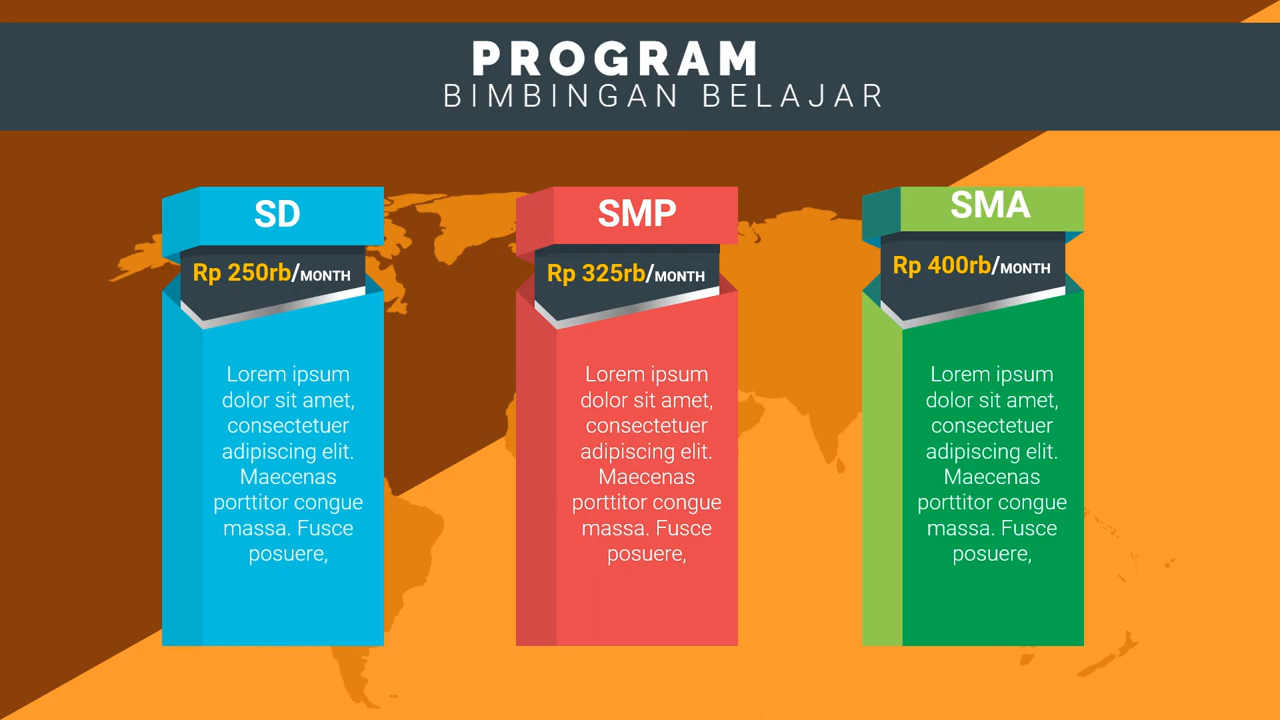 PROGRAM
BIMBINGAN BELAJAR
SD
Rp 250rb/MONTH
Lorem ipsum
dolor sit amet,
consectetuer
adipiscing elit.
Maecenas
porttitor congue
massa. Fusce
posuere,
SMP
Rp 325rb/MONTH
Lorem ipsum
dolor sit amet,
consectetuer
adipiscing elit.
Maecenas
porttitor congue
massa. Fusce
posuere,
SMA
Rp 400rb/MONTH
Lorem ipsum
dolor sit amet,
consectetuer
adipiscing elit.
Maecenas
porttitor congue
massa. Fusce
posuere,